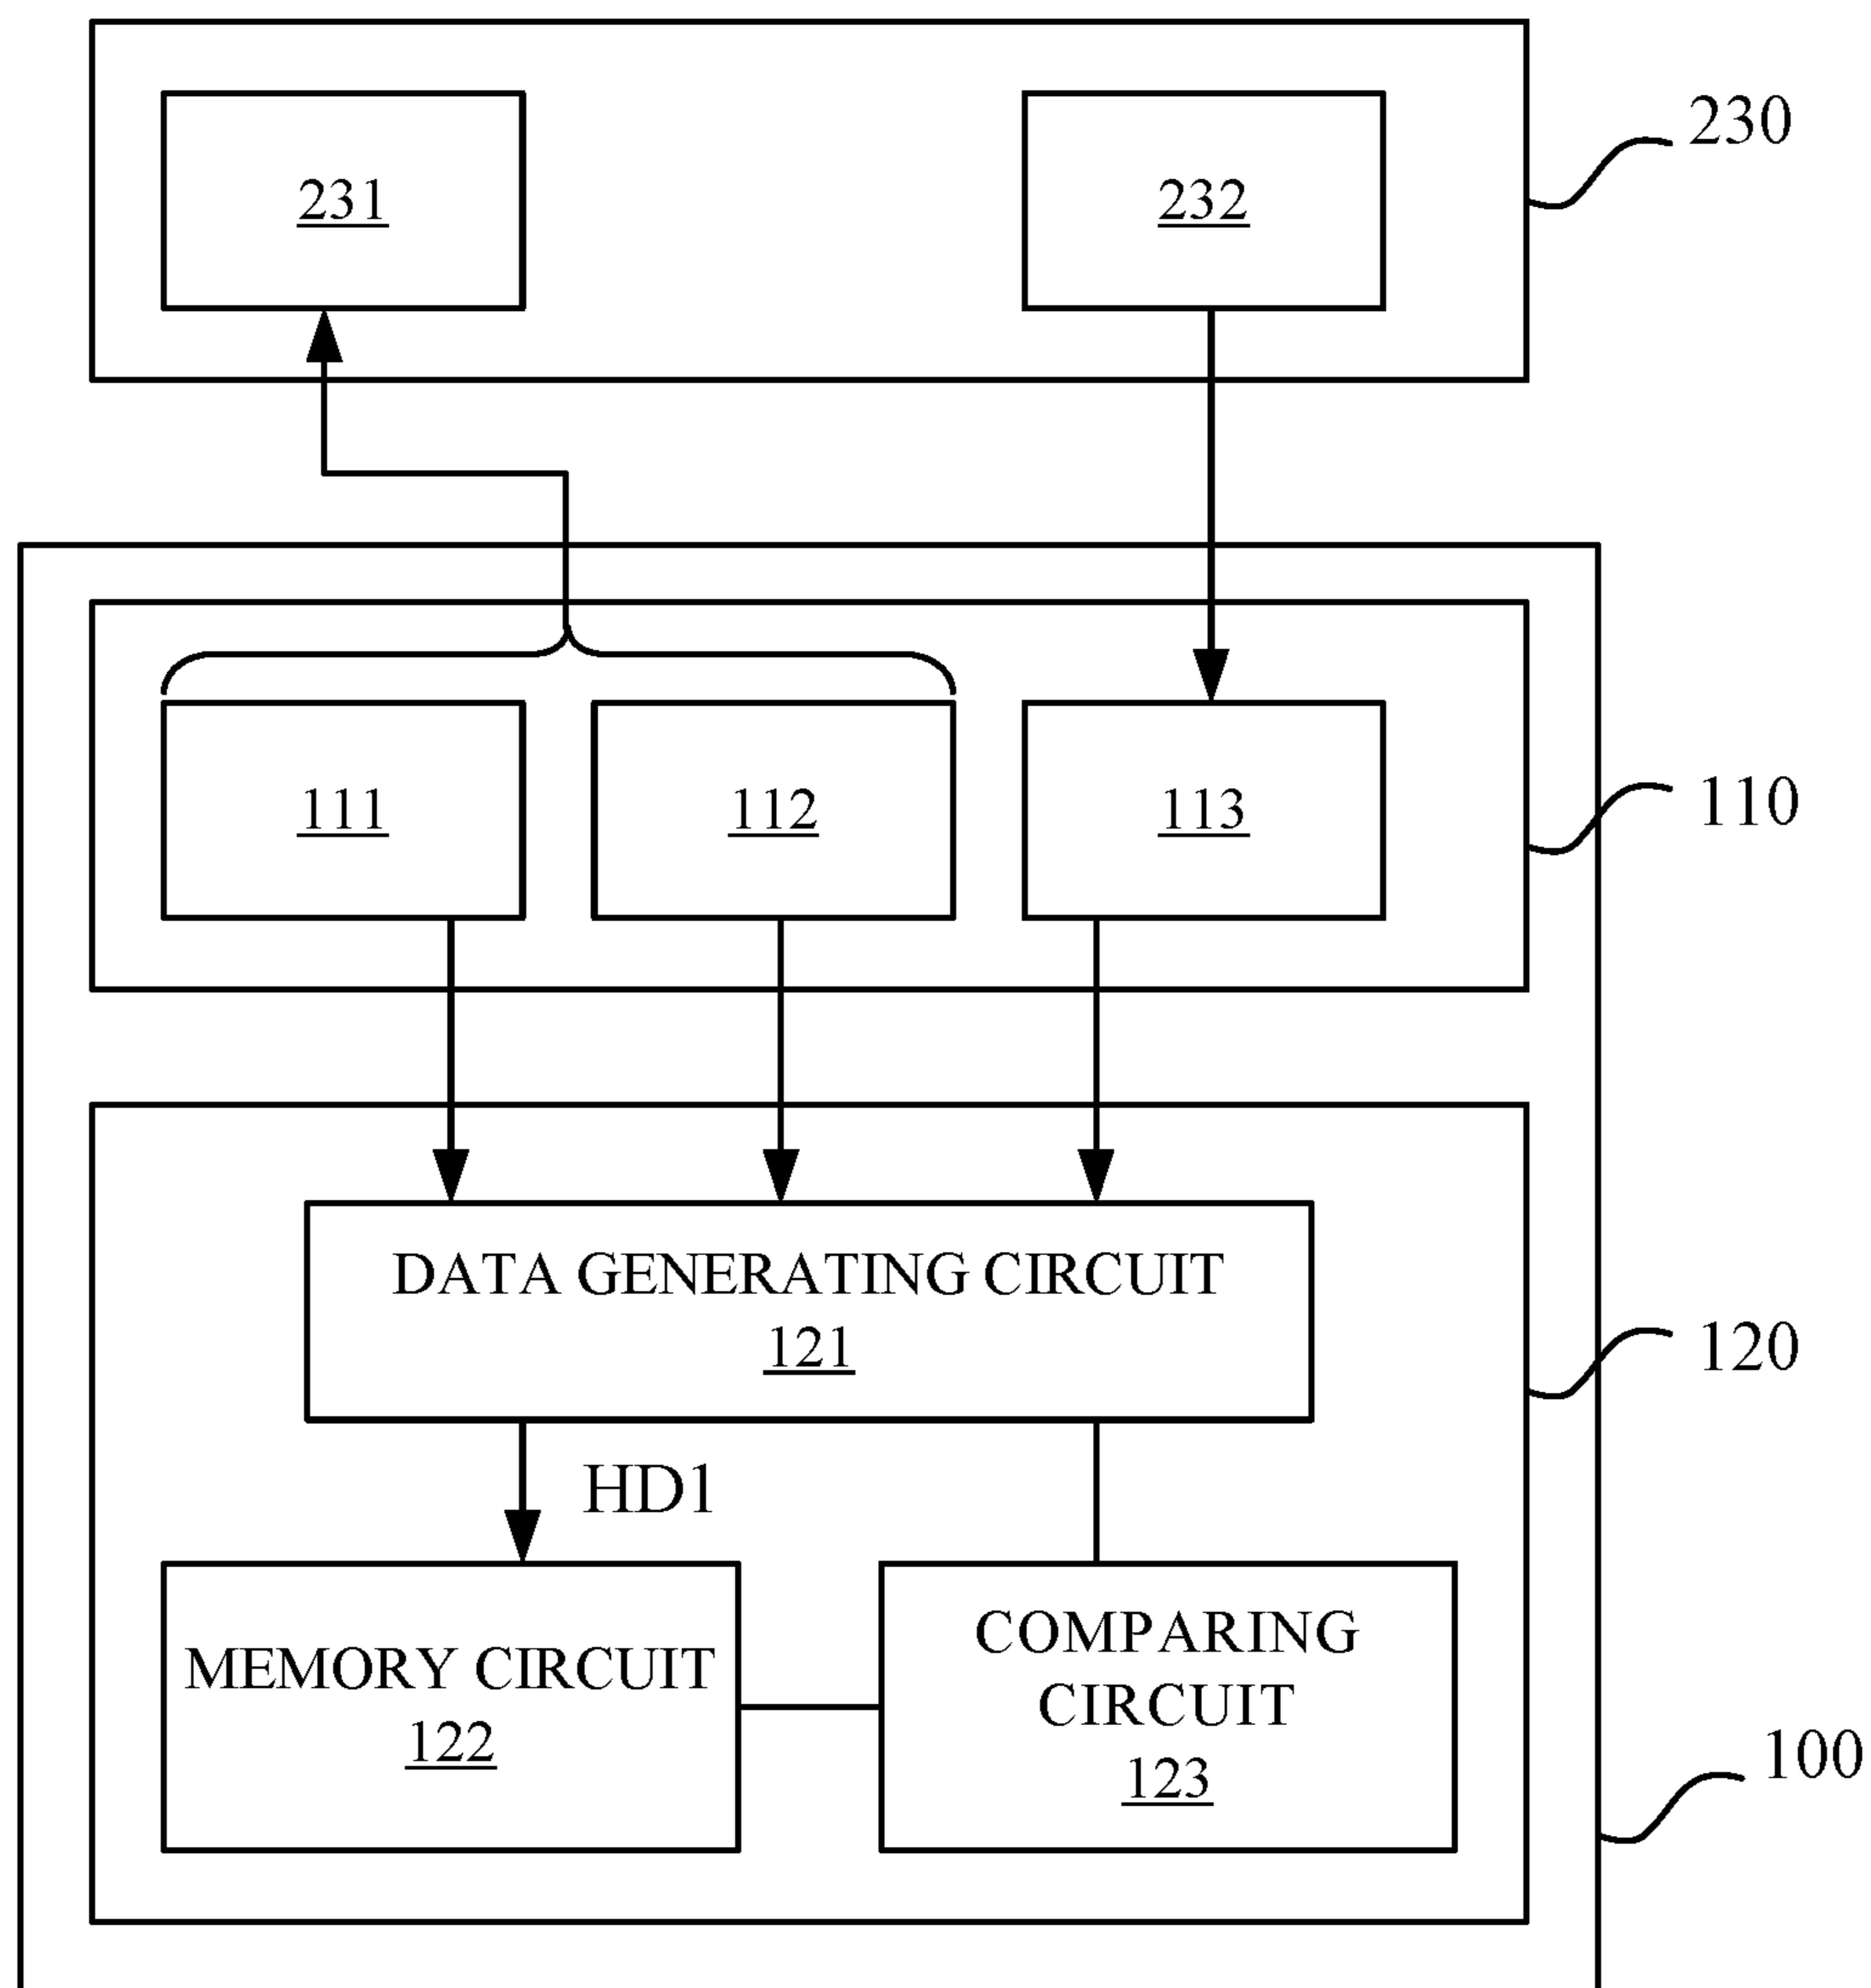 230
231
232
110
111
112
113
DATA GENERATING CIRCUIT
121
120
HD1
MEMORY CIRCUIT
122
COMPARING
CIRCUIT
123
100